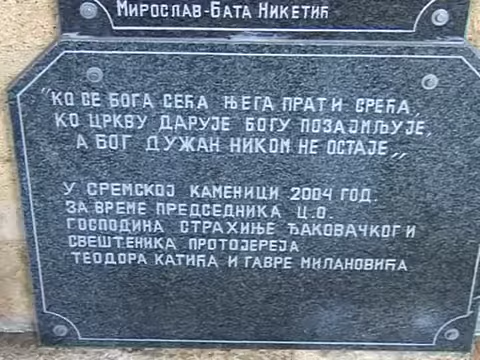 Мирослав-Бата Никетић
"КО СЕ БОГА СЕЋА ЊЕГА ПРАТИ СРЕЋА,
КО ЦРКВУ ДАРУЈЕ БОГУ ПОЗАЈМЉУЈЕ,
А БОГ ДУЖАН НИКОМ НЕ ОСТАЈЕ,,
У СРЕМСКОЈ КАМЕНИЦИ 2004 ГОД.
ЗА ВРЕМЕ ПРЕДСЕДНИКА Ц.О.
ГОСПОДИНА СТРАХИЊЕ ЂАКОВАЧКОГ И
СВЕШТЕНИКА ПРОТОЈЕРЕЈА
ТЕОДОРА КАТИЋА И ГАВРЕ МИЛАНОВИЋА